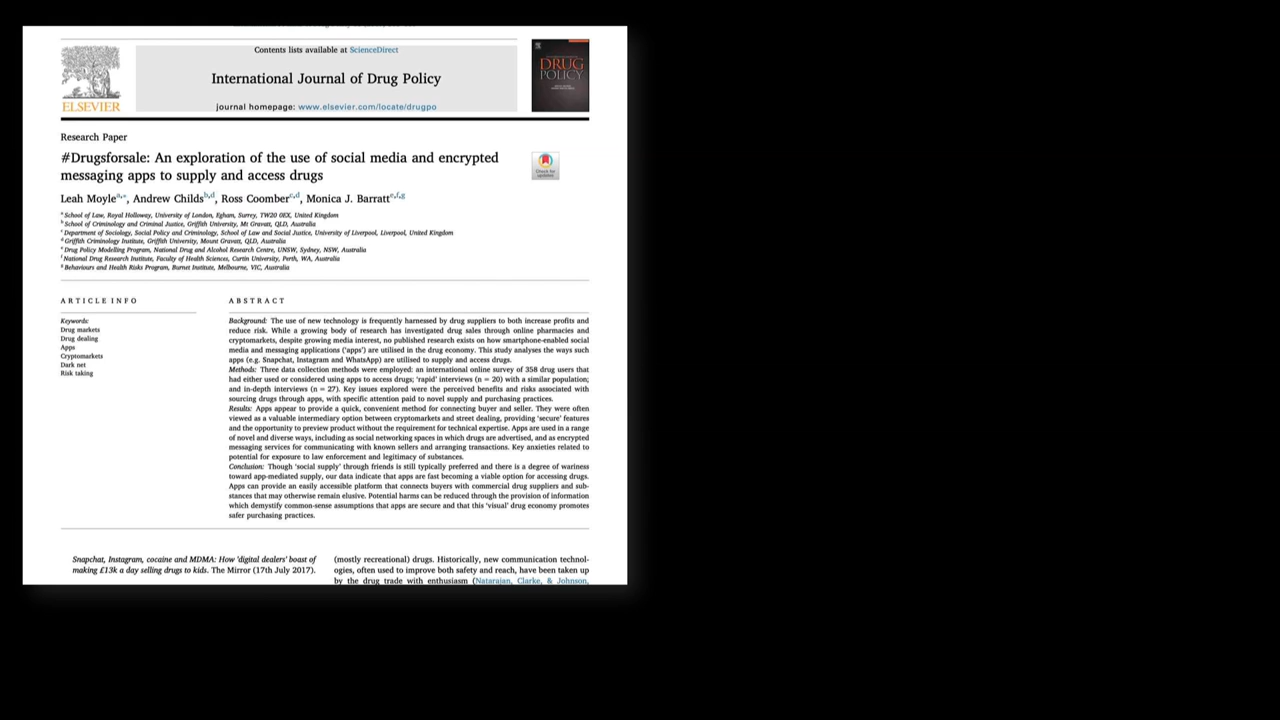 Contents lists available at ScienceDirect
International Journal of Drug Policy
journal homepage: www.elsevier.com/locate/drugpo
ELSEVIER
DRUG
POLICY
Research Paper
#Drugsforsale: An exploration of the use of social media and encrypted
messaging apps to supply and access drugs
Check for
updates
Leah Moyle a,*, Andrew Childs b,d, Ross Coomber c,d, Monica J. Barratt e,f,g
a School of Law, Royal Holloway, University of London, Egham, Surrey, TW20 0EX, United Kingdom
b School of Criminology and Criminal Justice, Griffith University, Mt Gravatt, QLD, Australia
c Department of Sociology, Social Policy and Criminology, School of Law and Social Justice, University of Liverpool, Liverpool, United Kingdom
d Griffith Criminology Institute, Griffith University, Mount Gravatt, QLD, Australia
e Drug Policy Modelling Program, National Drug and Alcohol Research Centre, UNSW, Sydney, NSW, Australia
f National Drug Research Institute, Faculty of Health Sciences, Curtin University, Perth, WA, Australia
g Behaviours and Health Risks Program, Burnet Institute, Melbourne, VIC, Australia
ARTICLE INFO
Keywords:
Drug markets
Drug dealing
Apps
Cryptomarkets
Dark net
Risk taking
ABSTRACT
Background: The use of new technology is frequently harnessed by drug suppliers to both increase profits and
reduce risk. While a growing body of research has investigated drug sales through online pharmacies and
cryptomarkets, despite growing media interest, no published research exists on how smartphone-enabled social
media and messaging applications ('apps') are utilised in the drug economy. This study analyses the ways such
apps (e.g. Snapchat, Instagram and WhatsApp) are utilised to supply and access drugs.
Methods: Three data collection methods were employed: an international online survey of 358 drug users that
had either used or considered using apps to access drugs; 'rapid' interviews (n = 20) with a similar population;
and in-depth interviews (n = 27). Key issues explored were the perceived benefits and risks associated with
sourcing drugs through apps, with specific attention paid to novel supply and purchasing practices.
Results: Apps appear to provide a quick, convenient method for connecting buyer and seller. They were often
viewed as a valuable intermediary option between cryptomarkets and street dealing, providing 'secure' features
and the opportunity to preview product without the requirement for technical expertise. Apps are used in a range
of novel and diverse ways, including as social networking spaces in which drugs are advertised, and as encrypted
messaging services for communicating with known sellers and arranging transactions. Key anxieties related to
potential for exposure to law enforcement and legitimacy of substances.
Conclusion: Though 'social supply' through friends is still typically preferred and there is a degree of wariness
toward app-mediated supply, our data indicate that apps are fast becoming a viable option for accessing drugs.
Apps can provide an easily accessible platform that connects buyers with commercial drug suppliers and sub-
stances that may otherwise remain elusive. Potential harms can be reduced through the provision of information
which demystify common-sense assumptions that apps are secure and that this 'visual' drug economy promotes
safer purchasing practices.
Snapchat, Instagram, cocaine and MDMA: How 'digital dealers' boast of
making £13k a day selling drugs to kids. The Mirror (17th July 2017).
(mostly recreational) drugs. Historically, new communication technol-
ogies, often used to improve both safety and reach, have been taken up
by the drug trade with enthusiasm (Natarajan, Clarke, & Johnson,